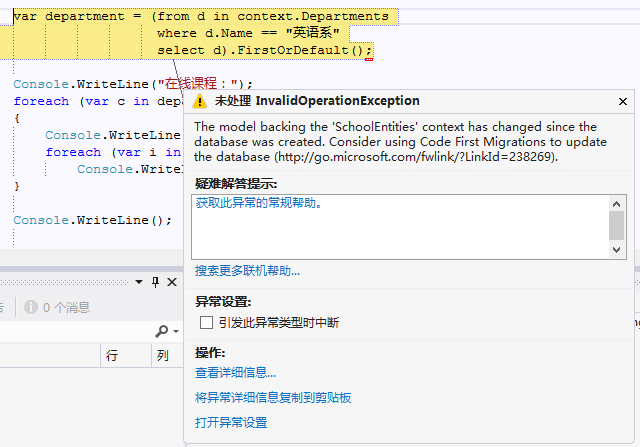 var department = (from d in context.Departments
where d.Name == "英语系"
select d).FirstOrDefault();
Console.WriteLine("在线课程：");
foreach (var c in depa
{
Console.WriteLine
foreach (var i in
Console.WriteL
}
Console.WriteLine();
未处理 InvalidOperationException
The model backing the 'SchoolEntities' context has changed since the
database was created. Consider using Code First Migrations to update
the database (http://go.microsoft.com/fwlink/?LinkId=238269).
疑难解答提示:
获取此异常的常规帮助。
搜索更多联机帮助...
异常设置:
引发此异常类型时中断
操作:
查看详细信息...
将异常详细信息复制到剪贴板
打开异常设置
0 个消息
行 列